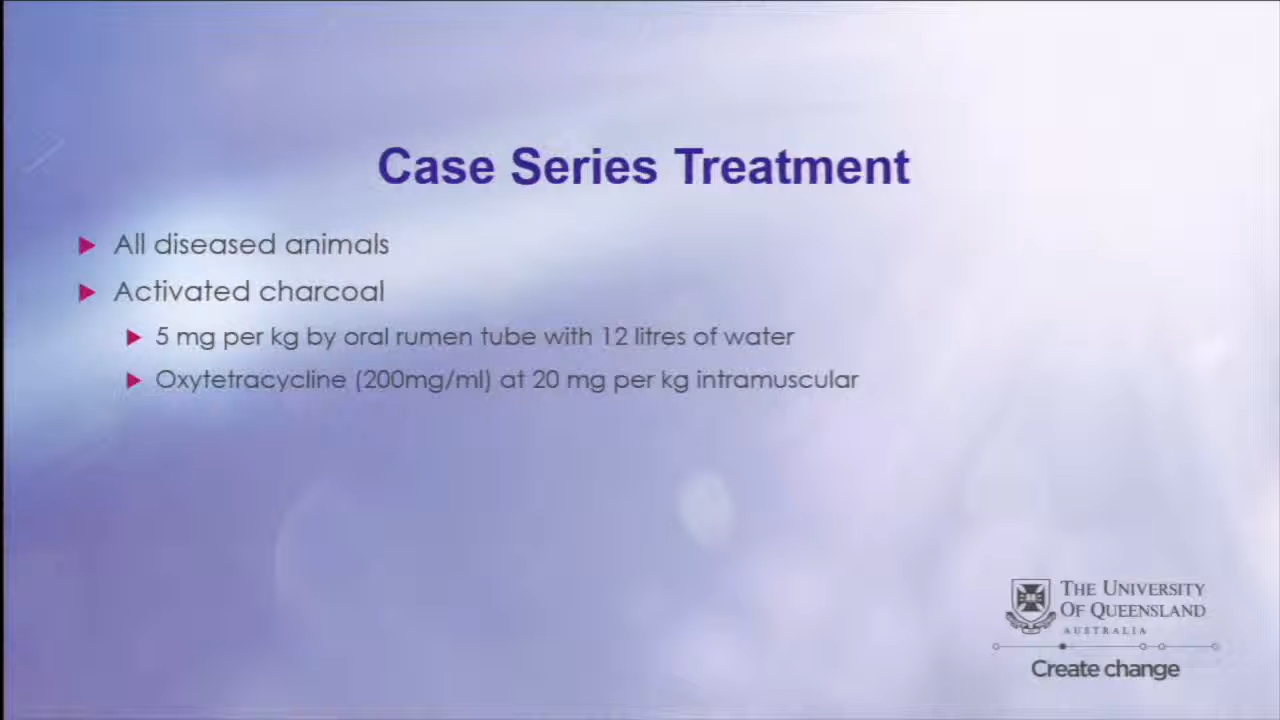 Case Series Treatment
All diseased animals
Activated charcoal
5 mg per kg by oral rumen tube with 12 litres of water
Oxytetracycline (200mg/ml) at 20 mg per kg intramuscular
THE UNIVERSITY
OF QUEENSLAND
AUSTRALIA
Create change